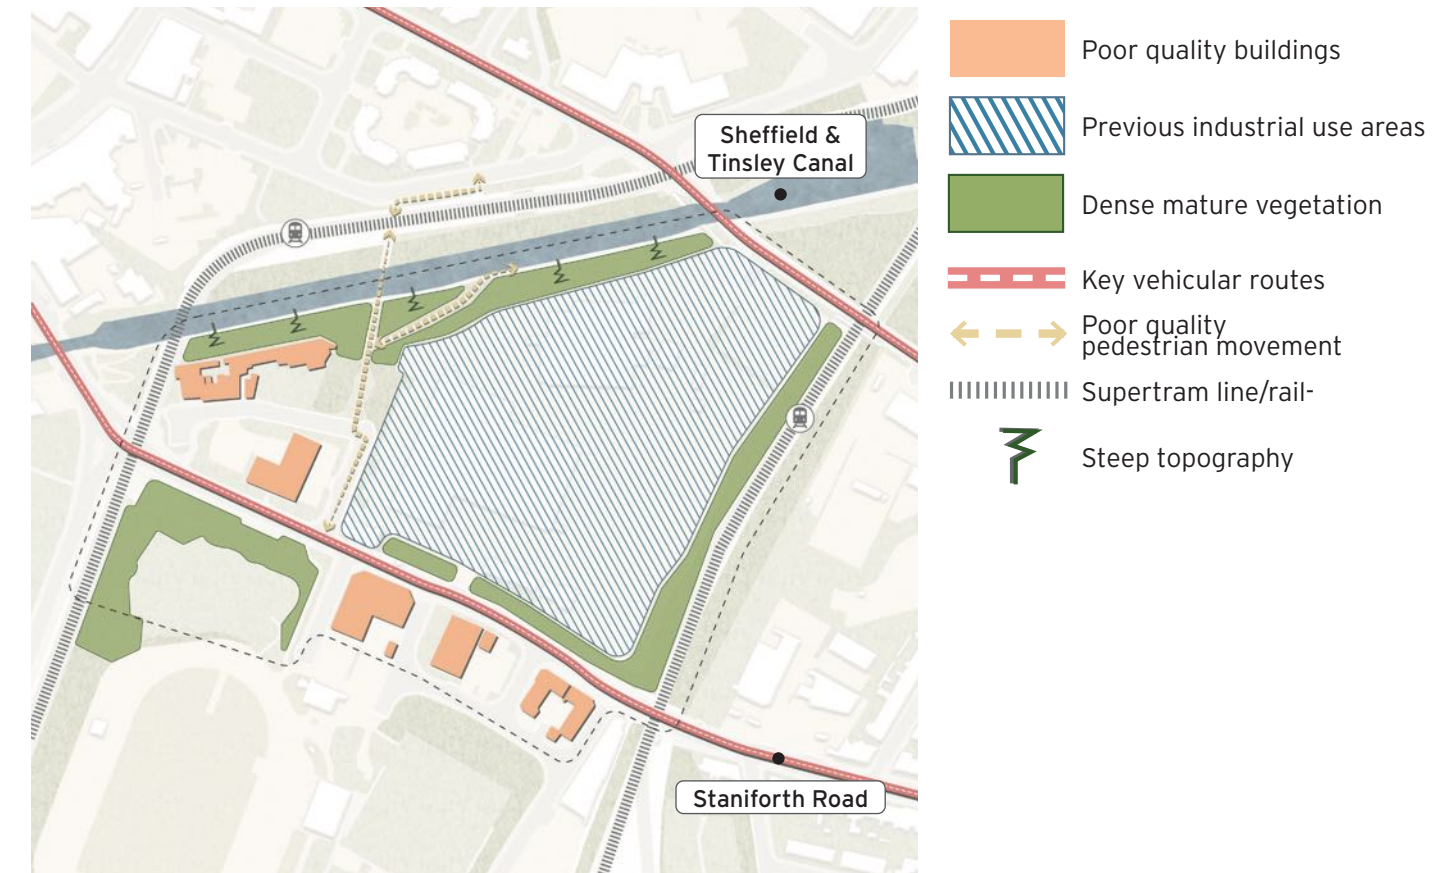 Sheffield &
Tinsley Canal
Staniforth Road
Poor quality buildings
Previous industrial use areas
Dense mature vegetation
Key vehicular routes
Poor quality
pedestrian movement
Supertram line/rail-
Steep topography